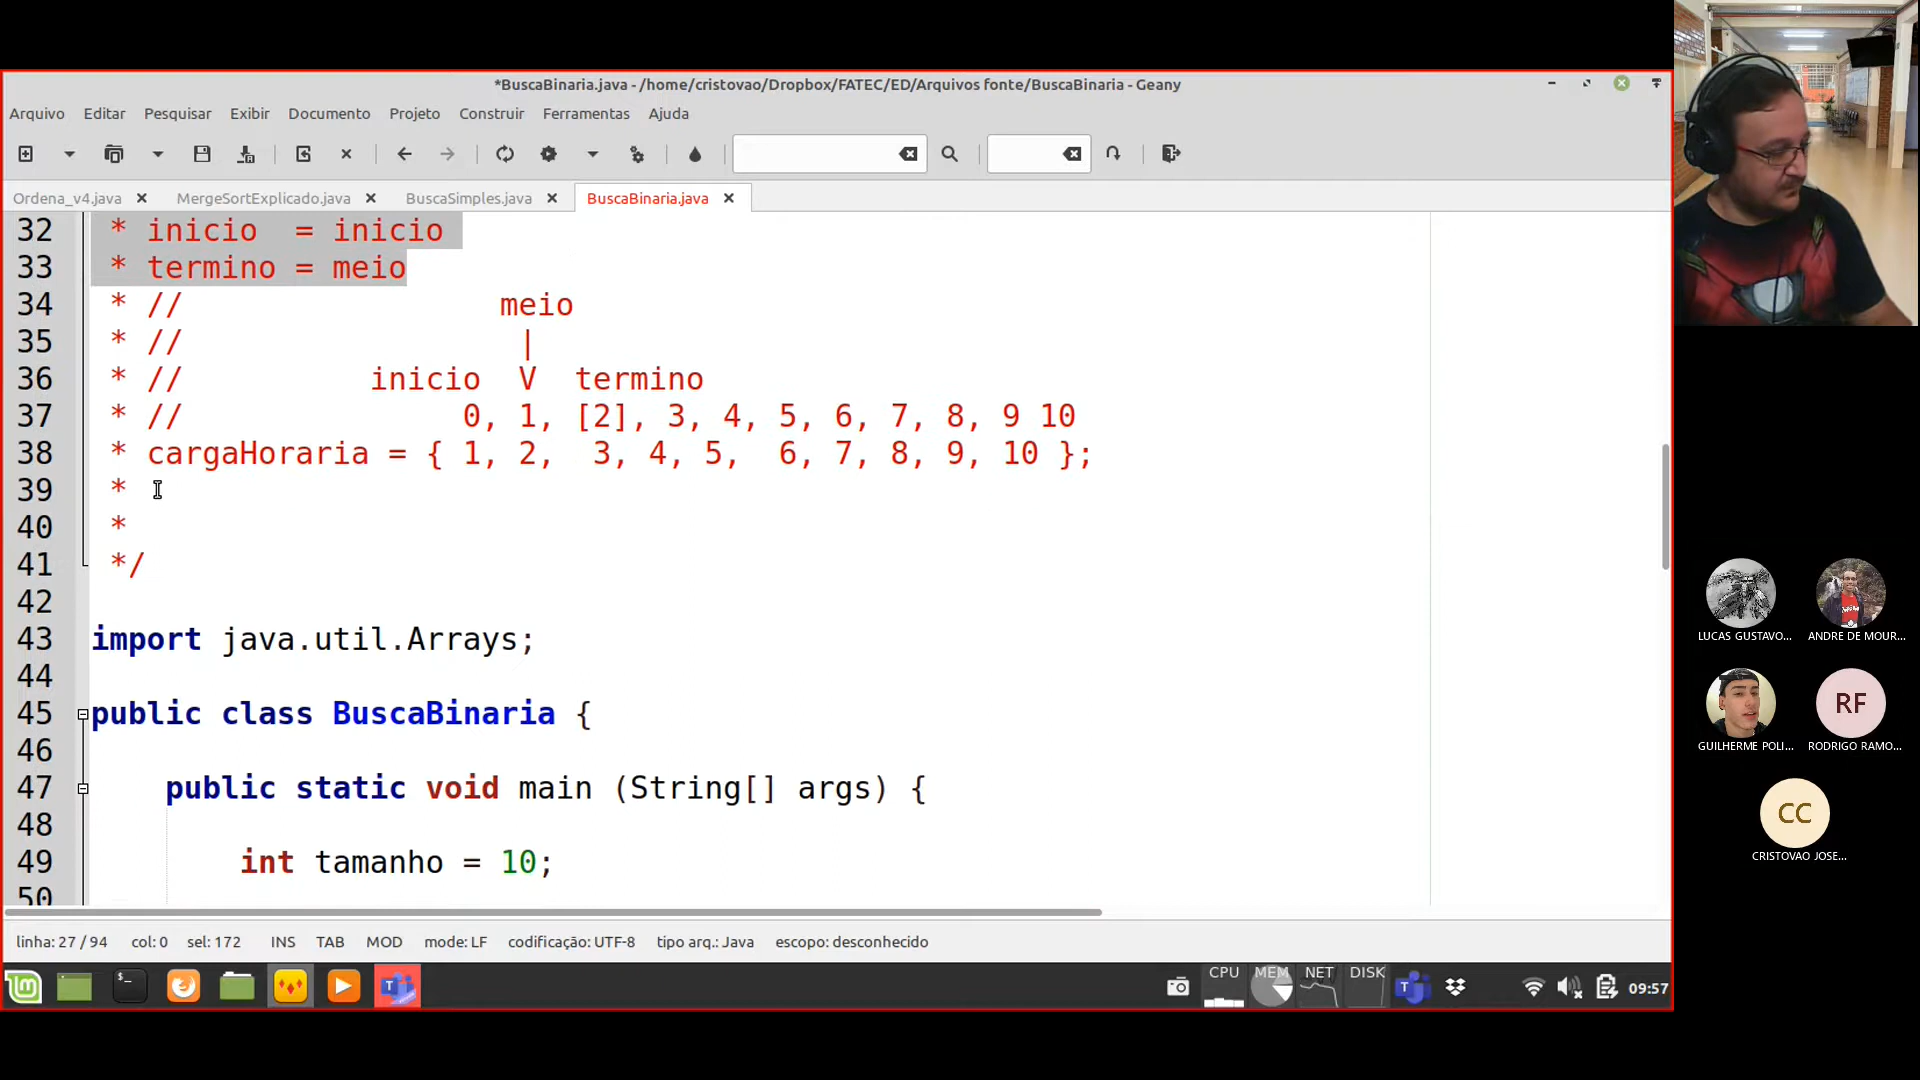 *BuscaBinaria.java - /home/cristovao/Dropbox/FATEC/ED/Arquivos fonte/BuscaBinaria - Geany
Arquivo Editar Pesquisar Exibir Documento Projeto Construir Ferramentas Ajuda
Ordena_v4.java MergeSortExplicado.java BuscaSimples.java BuscaBinaria.java
32 * inicio = inicio
33 * termino = meio
34 * // meio
35 * // |
36 * // inicio V termino
37 * // 0, 1, [2], 3, 4, 5, 6, 7, 8, 9 10
38 * cargaHoraria = { 1, 2, 3, 4, 5, 6, 7, 8, 9, 10 };
39 *
40 *
41 */
42
43 import java.util.Arrays;
44
45 public class BuscaBinaria {
46
47 public static void main (String[] args) {
48
49 int tamanho = 10;
50
linha: 27 / 94 col: 0 sel: 172 INS TAB MOD mode: LF codificação: UTF-8 tipo arq.: Java escopo: desconhecido
CPU MEM NET DISK
09:57
LUCAS GUSTAVO... ANDRE DE MOUR...
RF
GUILHERME POLI... RODRIGO RAMO...
CC
CRISTOVAO JOSE...